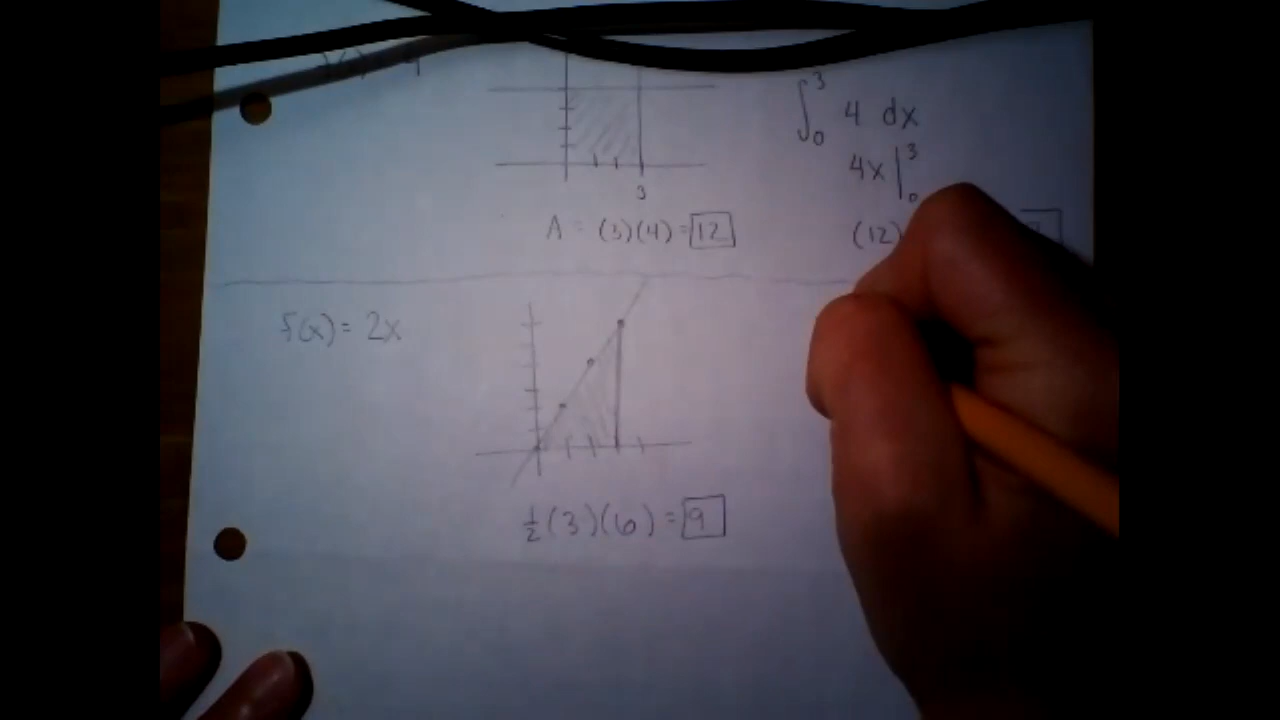 ∫₀³ 4 dx
4x|₀³
3
A = (3)(4) = 12
(12)
f(x) = 2x
½(3)(6) = 9